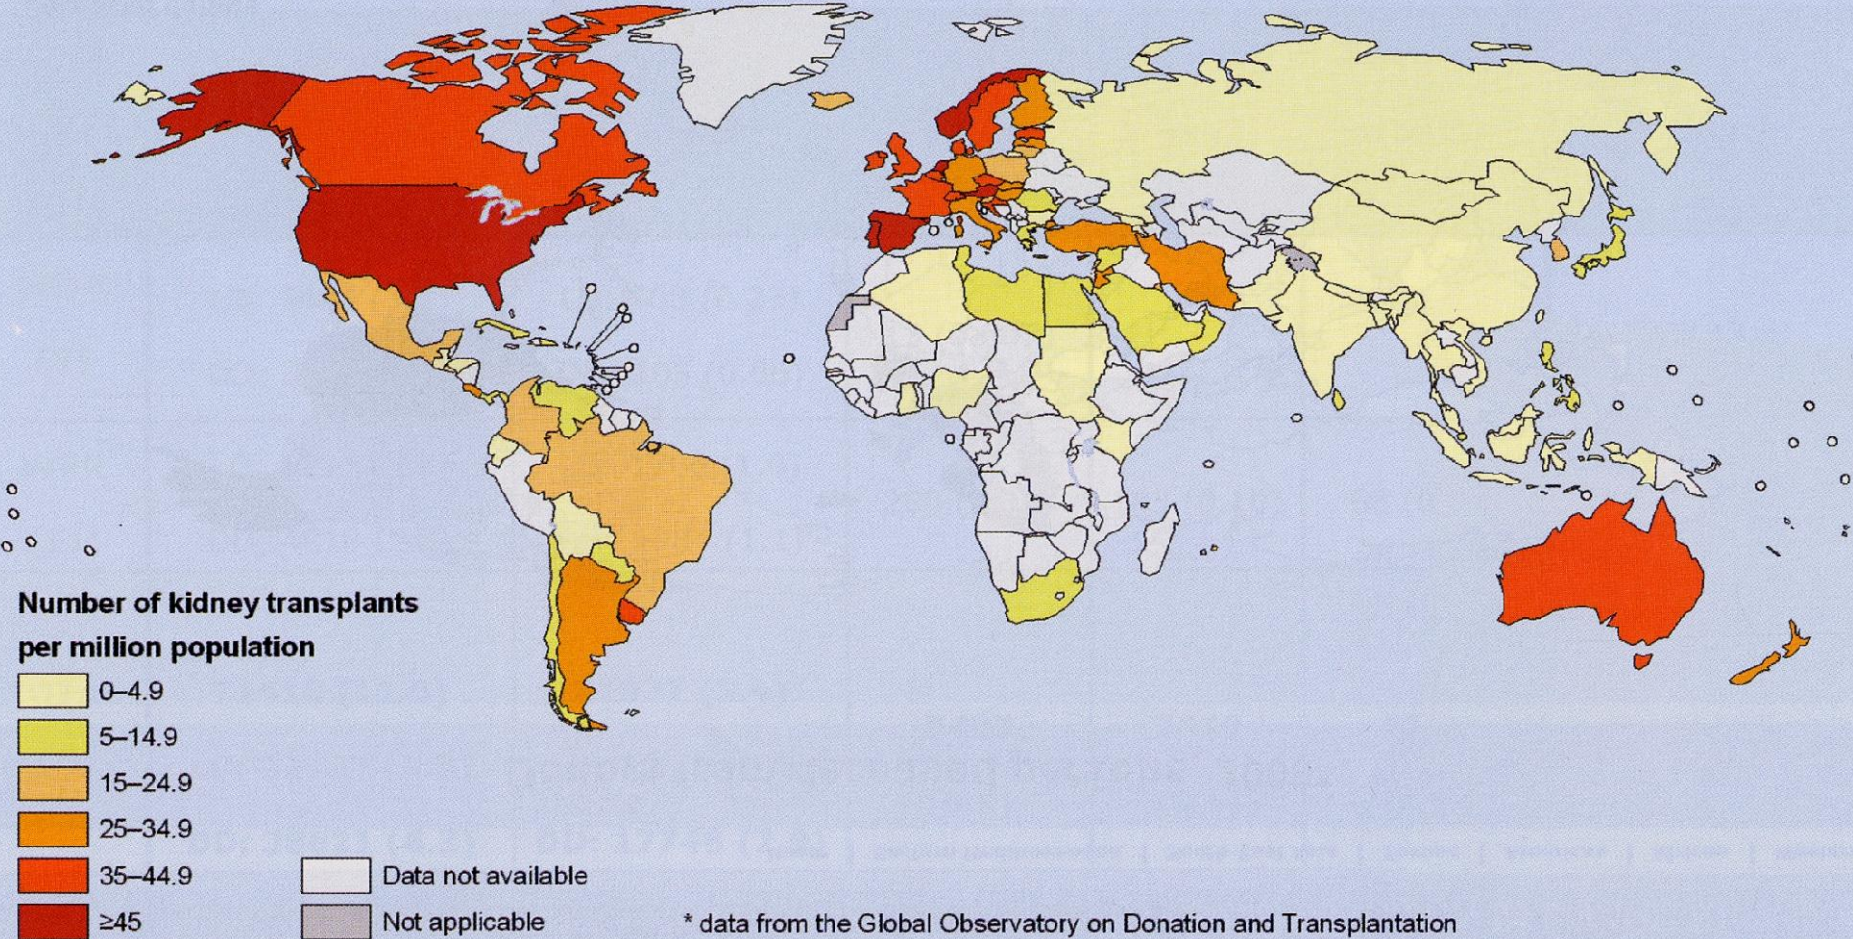 Number of kidney transplants
per million population
0–4.9
5–14.9
15–24.9
25–34.9
35–44.9
≥45
Data not available
Not applicable
* data from the Global Observatory on Donation and Transplantation